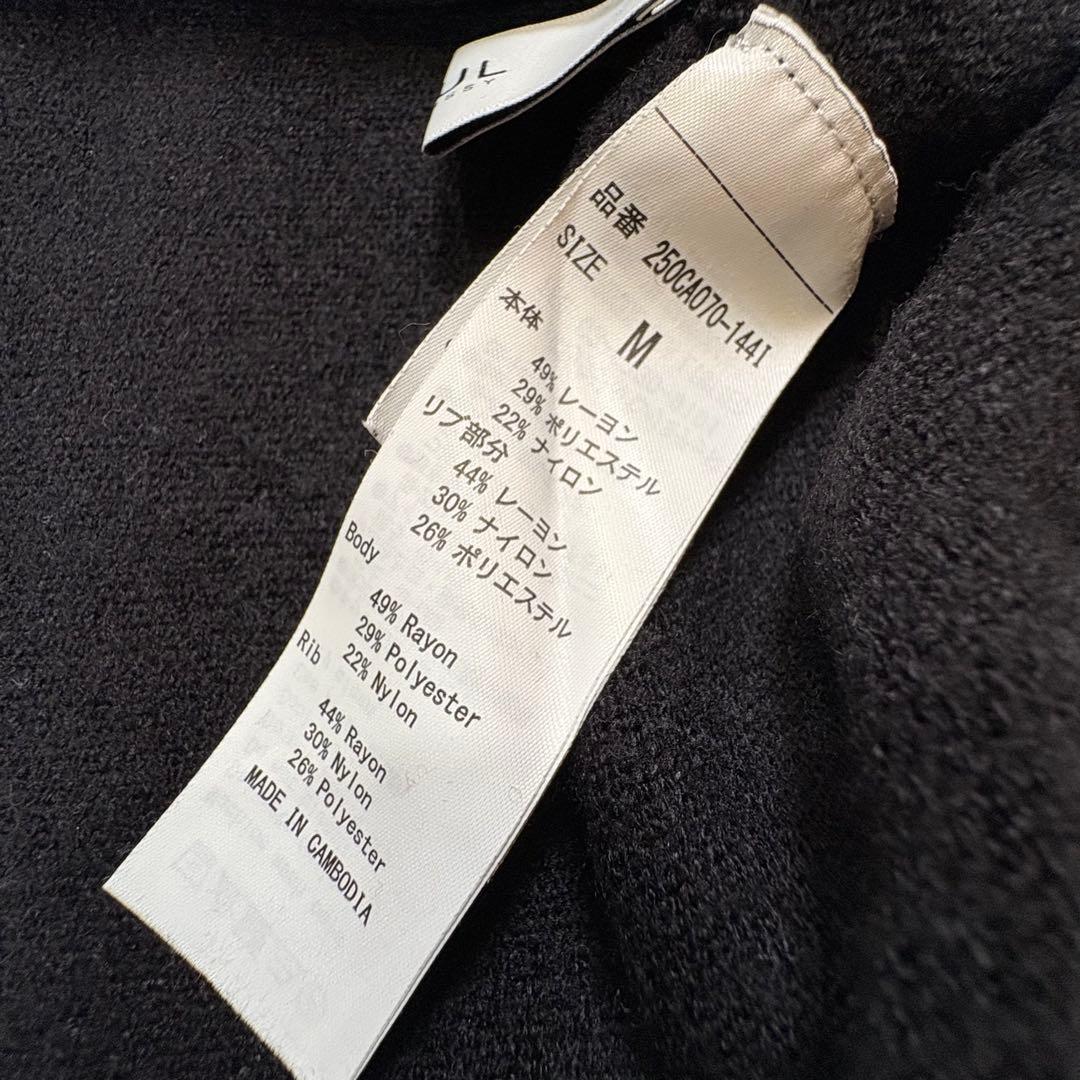 品番 250CA070-144I
SIZE
M
本体
49% レーヨン
29% ポリエステル
22% ナイロン
リブ部分
44% レーヨン
30% ナイロン
26% ポリエステル
Body
49% Rayon
29% Polyester
22% Nylon
Rib
44% Rayon
30% Nylon
26% Polyester
MADE IN CAMBODIA